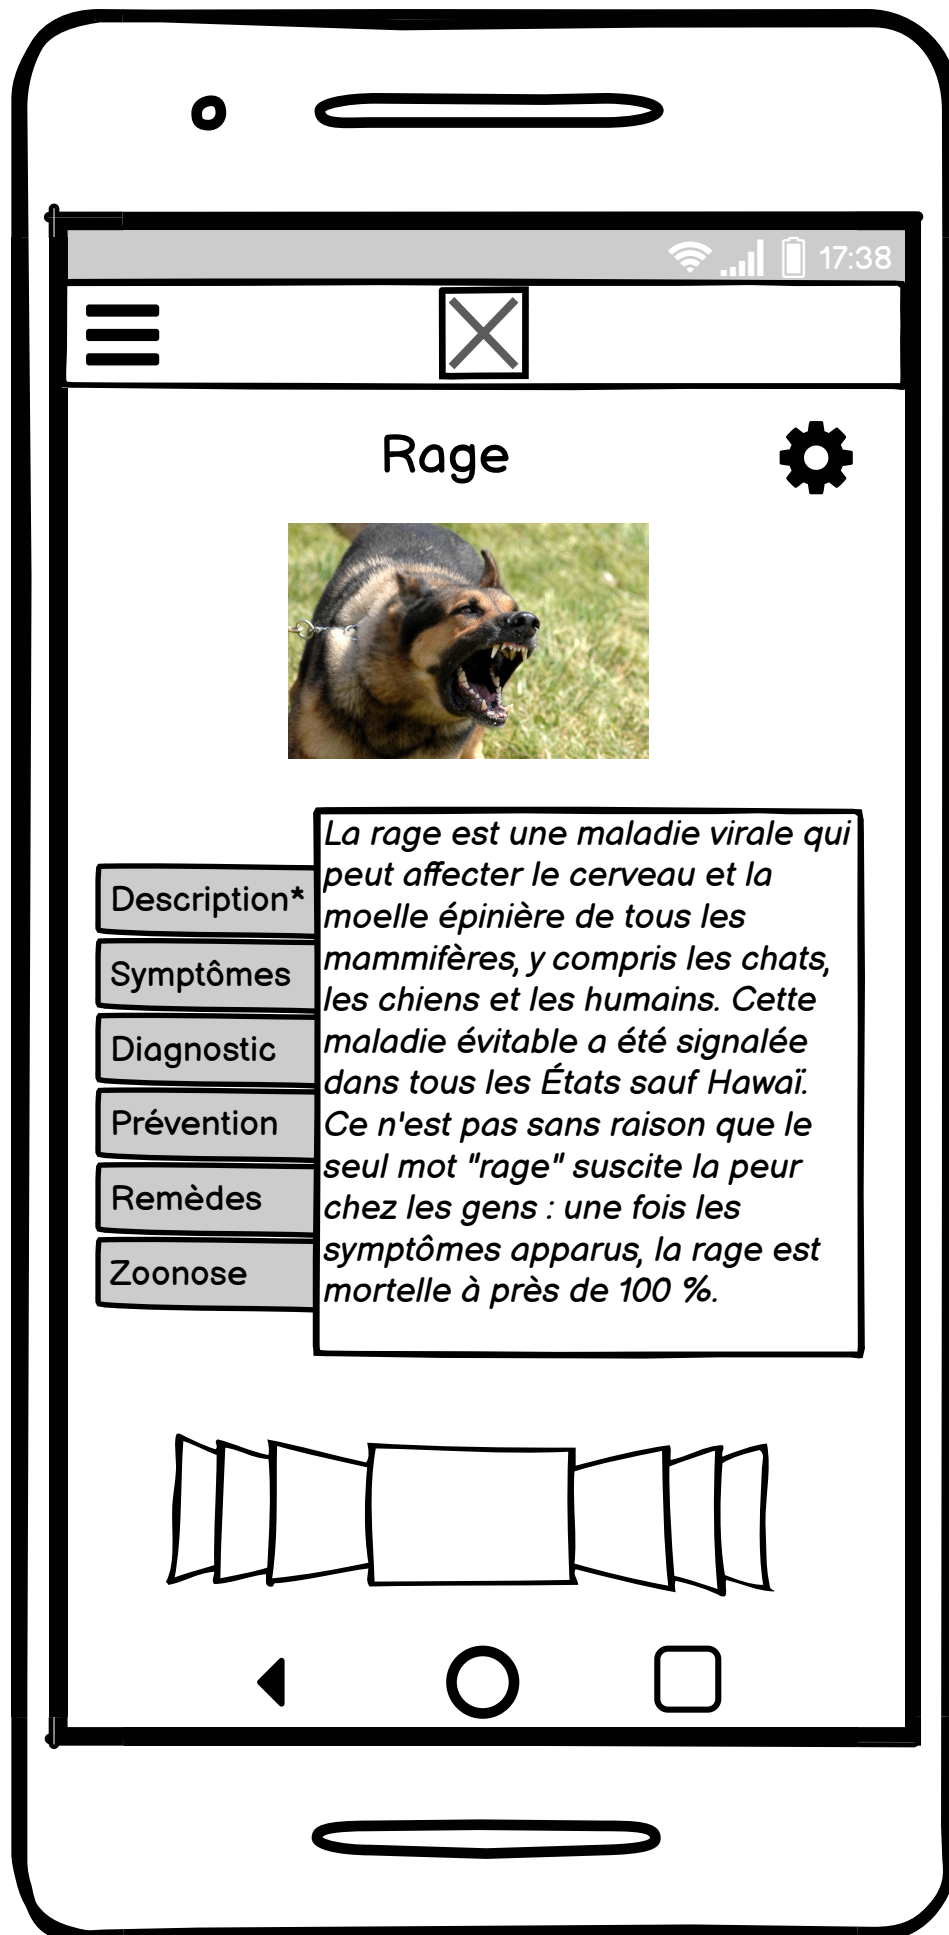 17:38
Rage
La rage est une maladie virale qui
peut affecter le cerveau et la
moelle épinière de tous les
mammifères, y compris les chats,
les chiens et les humains. Cette
maladie évitable a été signalée
dans tous les États sauf Hawaï.
Ce n'est pas sans raison que le
seul mot "rage" suscite la peur
chez les gens : une fois les
symptômes apparus, la rage est
mortelle à près de 100 %.
Description*
Symptômes
Diagnostic
Prévention
Remèdes
Zoonose